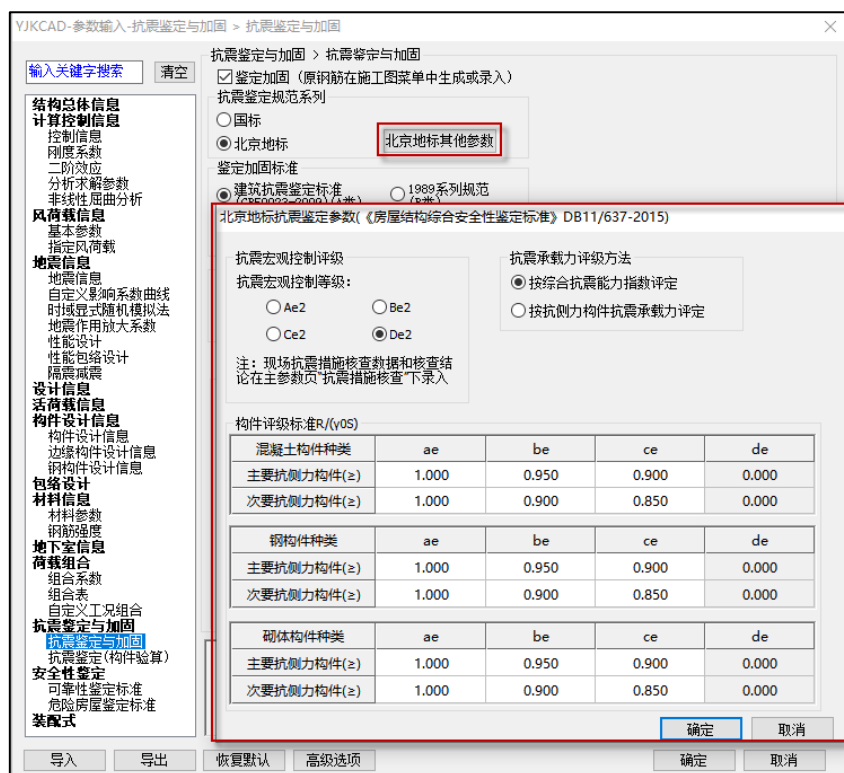 YJKCAD-参数输入-抗震鉴定与加固 > 抗震鉴定与加固
输入关键字搜索 清空
结构总体信息
计算控制信息
控制信息
刚度系数
二阶效应
分析求解参数
非线性屈曲分析
风荷载信息
基本参数
指定风荷载
地震信息
地震信息
自定义影响系数曲线
时域显式随机模拟法
地震作用放大系数
性能设计
性能包络设计
隔震减震
设计信息
活荷载信息
构件设计信息
构件设计信息
边缘构件设计信息
钢构件设计信息
包络设计
材料信息
材料参数
钢筋强度
地下室信息
荷载组合
组合系数
组合表
自定义工况组合
抗震鉴定与加固
抗震鉴定与加固
抗震鉴定(构件验算)
安全性鉴定
可靠性鉴定标准
危险房屋鉴定标准
装配式
抗震鉴定与加固 > 抗震鉴定与加固
鉴定加固（原钢筋在施工图菜单中生成或录入）
抗震鉴定规范系列
国标
北京地标 北京地标其他参数
鉴定加固标准
建筑抗震鉴定标准 1989系列规范
北京地标抗震鉴定参数(《房屋结构综合安全性鉴定标准》DB11/637-2015)
抗震宏观控制评级
抗震宏观控制等级:
Ae2 Be2
Ce2 De2
注: 现场抗震措施核查数据和核查结
论在主参数页"抗震措施核查"下录入
抗震承载力评级方法
按综合抗震能力指数评定
按抗侧力构件抗震承载力评定
构件评级标准R/(γ0S)
混凝土构件种类 ae be ce de
主要抗侧力构件(≥) 1.000 0.950 0.900 0.000
次要抗侧力构件(≥) 1.000 0.900 0.850 0.000
钢构件种类 ae be ce de
主要抗侧力构件(≥) 1.000 0.950 0.900 0.000
次要抗侧力构件(≥) 1.000 0.900 0.850 0.000
砌体构件种类 ae be ce de
主要抗侧力构件(≥) 1.000 0.950 0.900 0.000
次要抗侧力构件(≥) 1.000 0.900 0.850 0.000
确定 取消
导入 导出 恢复默认 高级选项 确定 取消